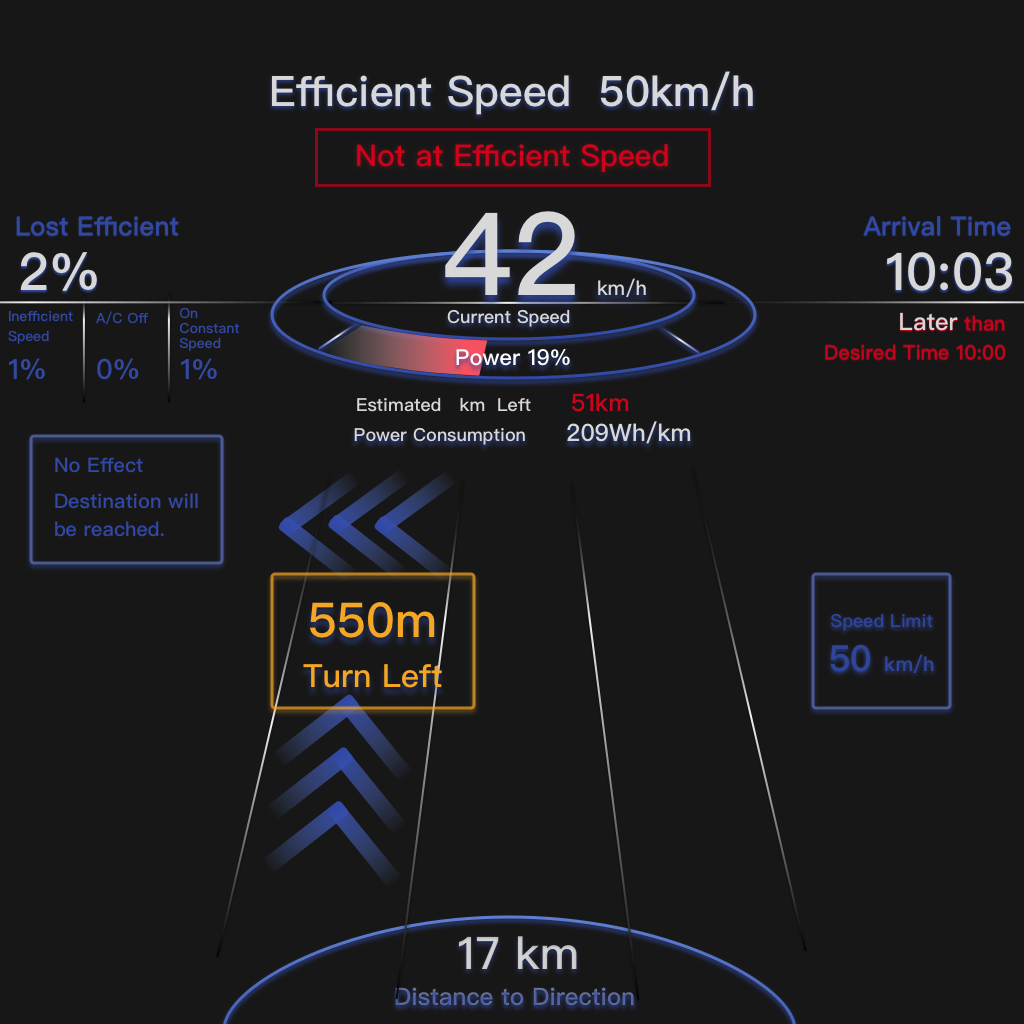 Efficient Speed 50km/h
Not at Efficient Speed
Lost Efficient
2%
Inefficient
Speed
1%
A/C Off
0%
On
Constant
Speed
1%
42 km/h
Current Speed
Power 19%
Estimated km Left 51km
Power Consumption 209Wh/km
Arrival Time
10:03
Later than
Desired Time 10:00
No Effect
Destination will
be reached.
550m
Turn Left
Speed Limit
50 km/h
17 km
Distance to Direction